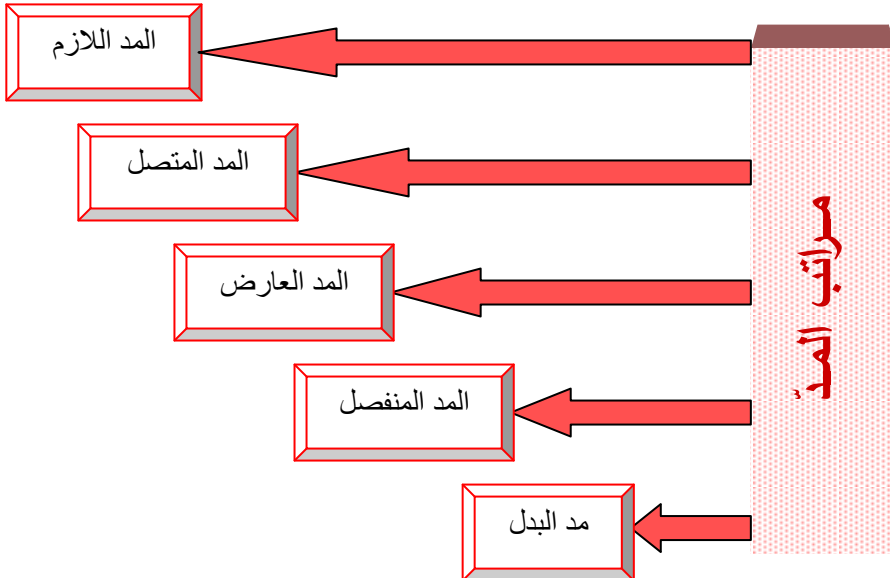 مراتب المدّ
المد اللازم
المد المتصل
المد العارض
المد المنفصل
مد البدل